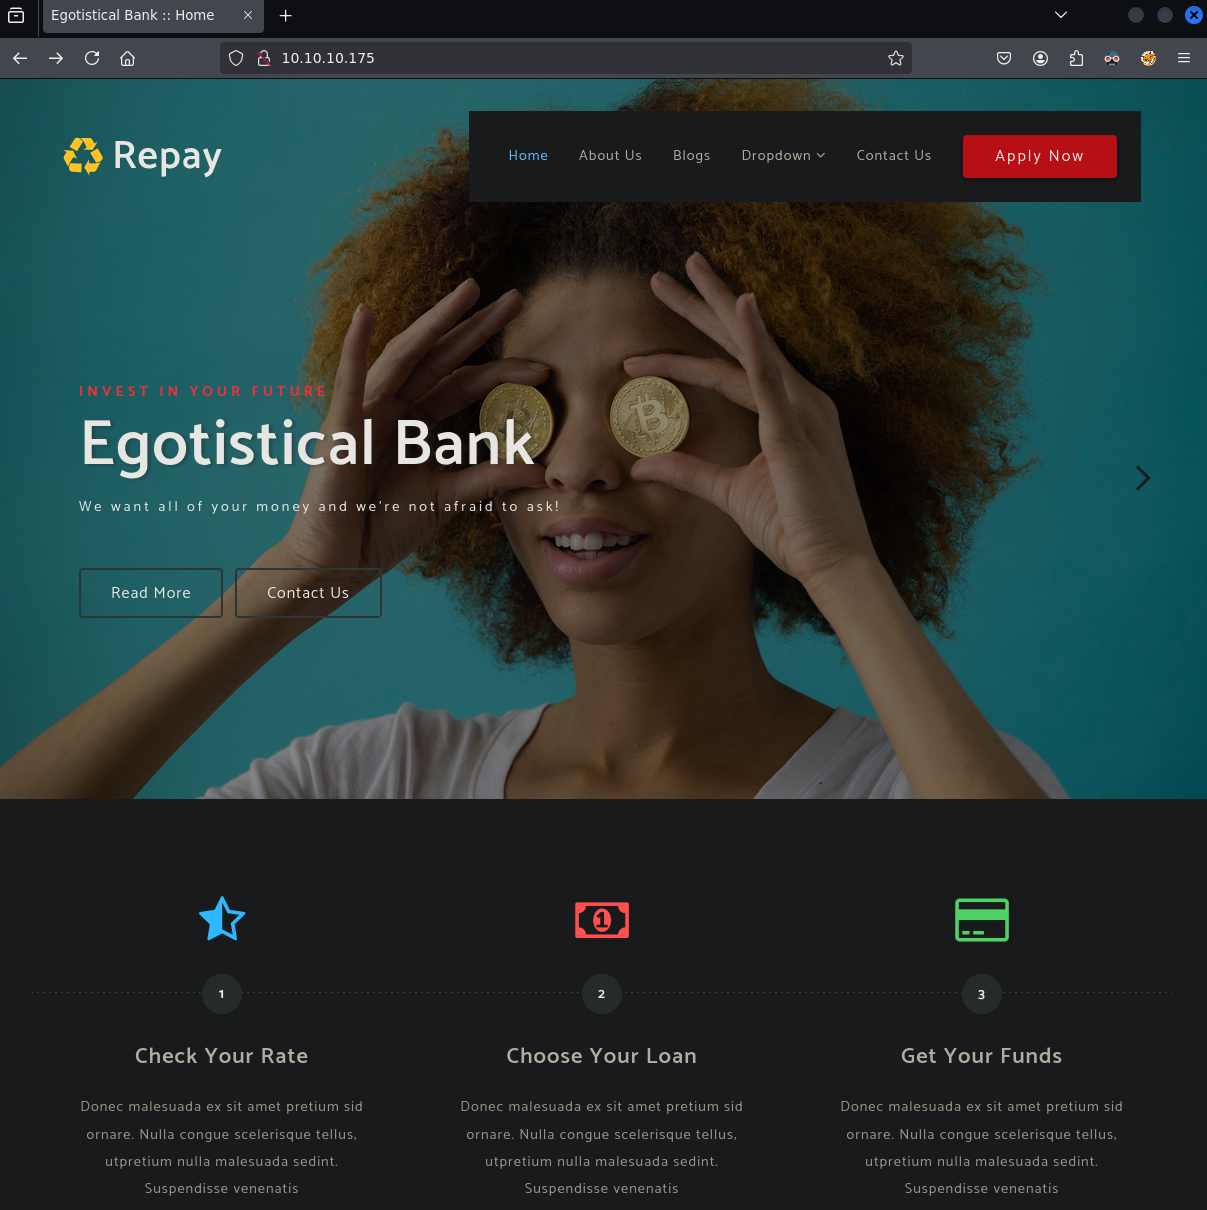 Egotistical Bank :: Home
10.10.10.175
Repay
Home About Us Blogs Dropdown Contact Us Apply Now
INVEST IN YOUR FUTURE
Egotistical Bank
We want all of your money and we're not afraid to ask!
Read More Contact Us
1 2 3
Check Your Rate Choose Your Loan Get Your Funds
Donec malesuada ex sit amet pretium sid Donec malesuada ex sit amet pretium sid Donec malesuada ex sit amet pretium sid
ornare. Nulla congue scelerisque tellus, ornare. Nulla congue scelerisque tellus, ornare. Nulla congue scelerisque tellus,
utpretium nulla malesuada sedint. utpretium nulla malesuada sedint. utpretium nulla malesuada sedint.
Suspendisse venenatis Suspendisse venenatis Suspendisse venenatis